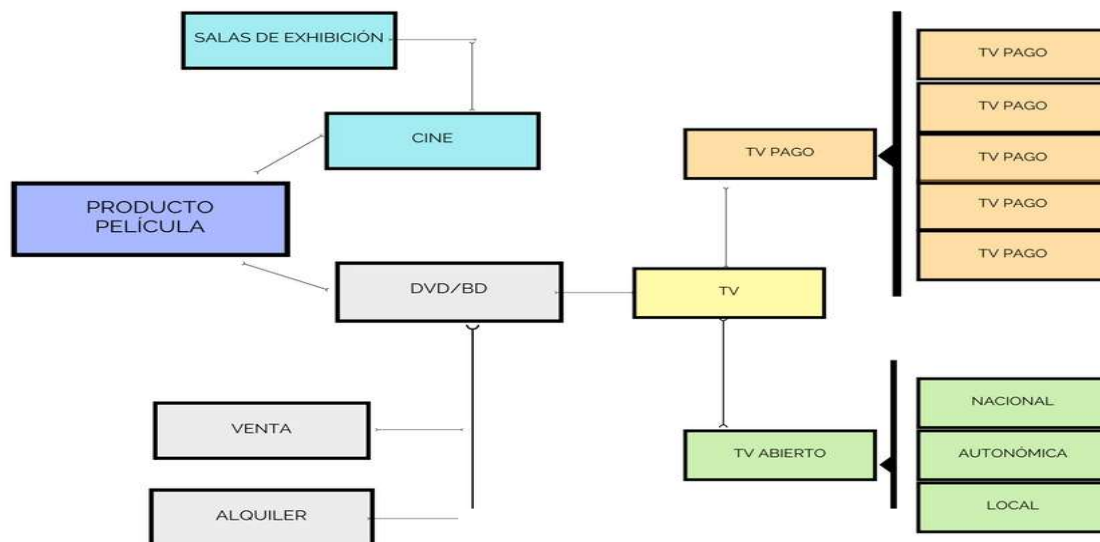 SALAS DE EXHIBICIÓN
CINE
PRODUCTO
PELÍCULA
DVD/BD
VENTA
ALQUILER
TV
TV PAGO
TV PAGO
TV PAGO
TV PAGO
TV PAGO
TV PAGO
TV ABIERTO
NACIONAL
AUTONÓMICA
LOCAL